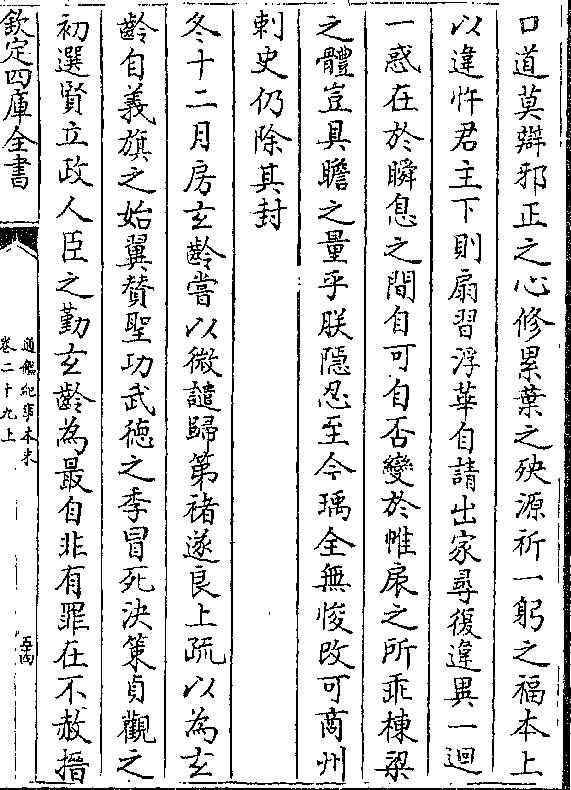 口道莫辯邪正之心修累葉之殃源祈一躬之福本上
以違忤君主下則扇習浮華自請出家尋復違異一迴
一惑在於瞬息之間自可自否變於帷扆之所乖棟梁
之體豈具瞻之量乎朕隱忍至今瑀全無悛改可商州
刺史仍除其封
冬十二月房玄齡嘗以微譴歸第褚遂良上疏以為玄
齡自義旗之始翼贊聖功武德之季冒死決策貞觀之
初選賢立政人臣之勤玄齡為最自非有罪在不赦搢
欽定四庫全書
通鑑紀事本末
卷二十九上
五四